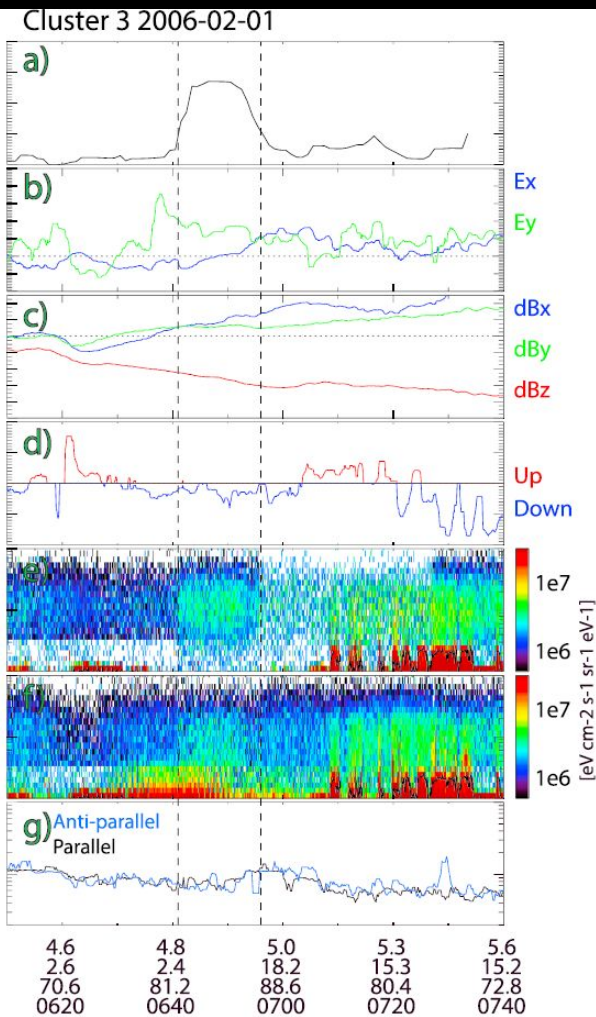 Cluster 3 2006-02-01
a)
b)
Ex
Ey
c)
dBx
dBy
dBz
d)
Up
Down
e)
1e7
1e6
f)
1e7
1e6
[eV cm-2 s-1 sr-1 eV-1]
g)
Anti-parallel
Parallel
4.6 4.8 5.0 5.3 5.6
2.6 2.4 18.2 15.3 15.2
70.6 81.2 88.6 80.4 72.8
0620 0640 0700 0720 0740